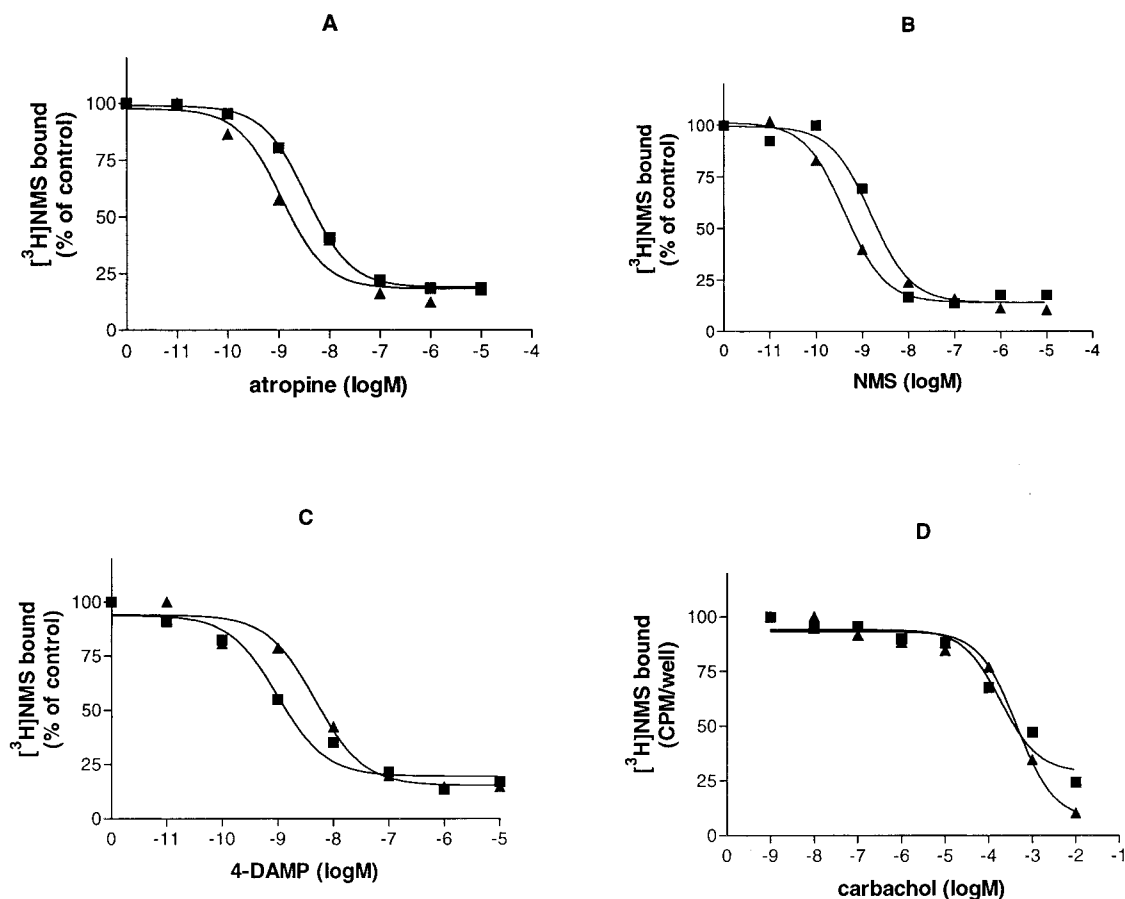 A
[³H]NMS bound
(% of control)
100
75
50
25
0
0 -11 -10 -9 -8 -7 -6 -5 -4
atropine (logM)
B
[³H]NMS bound
(% of control)
100
75
50
25
0
0 -11 -10 -9 -8 -7 -6 -5 -4
NMS (logM)
C
[³H]NMS bound
(% of control)
100
75
50
25
0
0 -11 -10 -9 -8 -7 -6 -5
4-DAMP (logM)
D
[³H]NMS bound
(CPM/well)
100
75
50
25
0
0 -9 -8 -7 -6 -5 -4 -3 -2 -1
carbachol (logM)